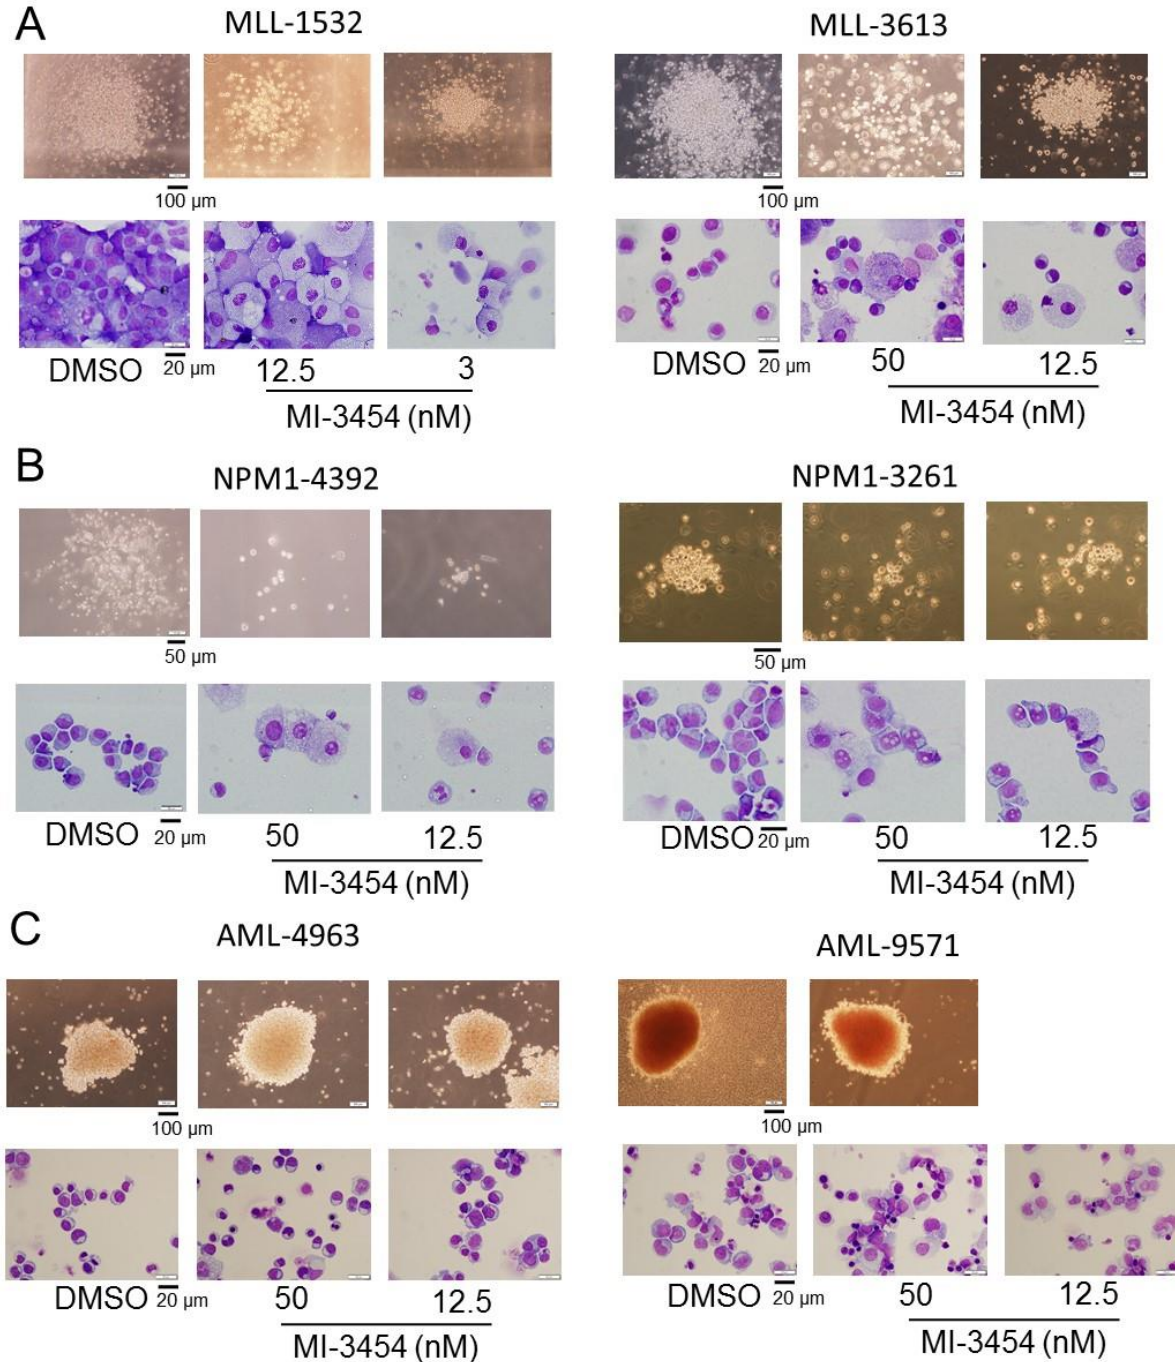 A
MLL-1532
MLL-3613
100 µm
100 µm
DMSO 20 µm 12.5 3
MI-3454 (nM)
20 µm 50 12.5
MI-3454 (nM)
B
NPM1-4392
NPM1-3261
50 µm
50 µm
DMSO 20 µm 50 12.5
MI-3454 (nM)
DMSO 20 µm 50 12.5
MI-3454 (nM)
C
AML-4963
AML-9571
100 µm
100 µm
DMSO 20 µm 50 12.5
MI-3454 (nM)
DMSO 20 µm 50 12.5
MI-3454 (nM)